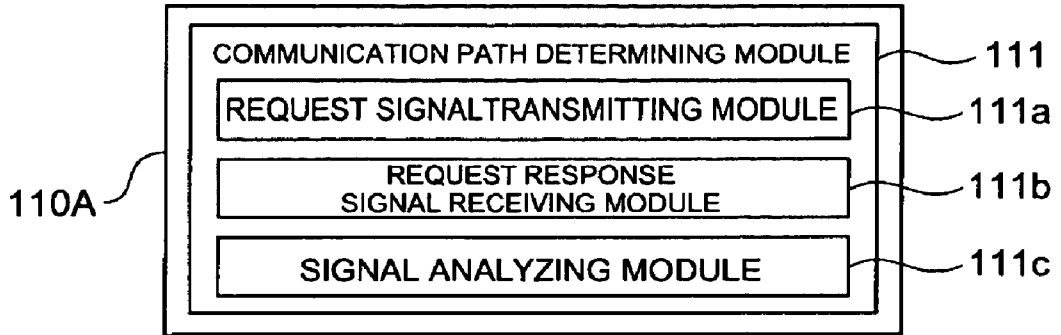 COMMUNICATION PATH DETERMINING MODULE
111
REQUEST SIGNALTRANSMITTING MODULE
111a
REQUEST RESPONSE
SIGNAL RECEIVING MODULE
111b
110A
SIGNAL ANALYZING MODULE
111c